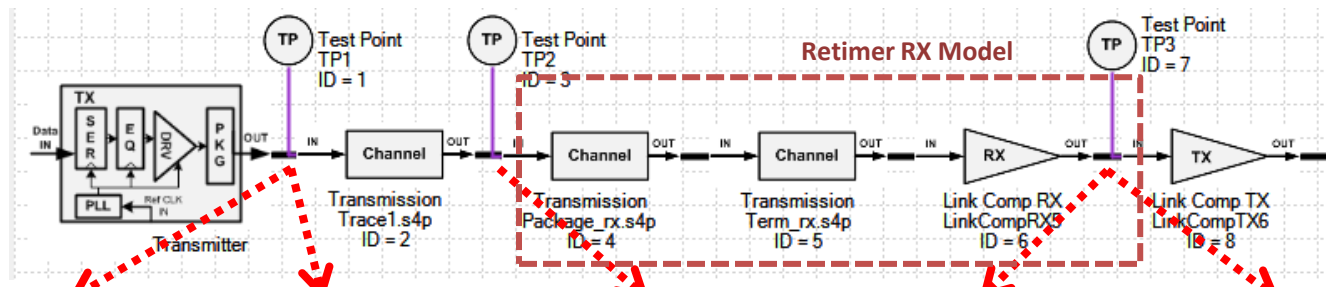 TP
Test Point
TP1
ID = 1
TP
Test Point
TP2
ID = 3
Retimer RX Model
TP
Test Point
TP3
ID = 7
TX
Data
IN
SER
EQ
DRV
PKG
OUT
PLL
Ref CLK
IN
Transmitter
IN
Channel
OUT
Transmission
Trace1.s4p
ID = 2
IN
Channel
OUT
Transmission
Package_rx.s4p
ID = 4
IN
Channel
OUT
Transmission
Term_rx.s4p
ID = 5
IN
RX
OUT
Link Comp RX
LinkCompRX5
ID = 6
IN
TX
OUT
Link Comp TX
LinkCompTX6
ID = 8